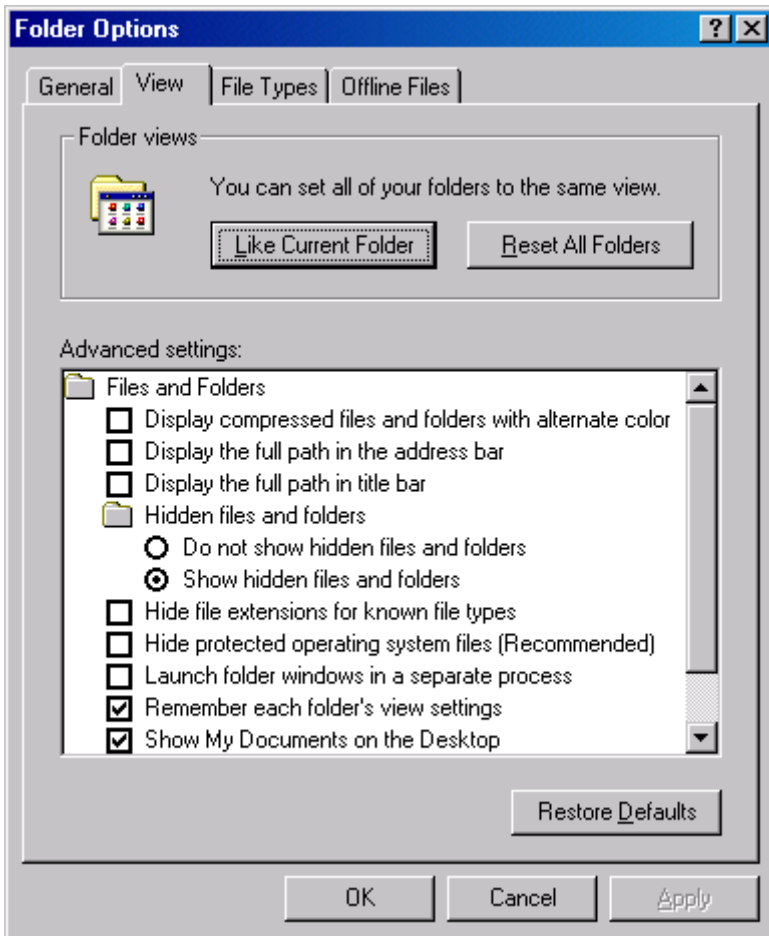 Folder Options
General View File Types Offline Files
Folder views
You can set all of your folders to the same view.
Like Current Folder Reset All Folders
Advanced settings:
Files and Folders
Display compressed files and folders with alternate color
Display the full path in the address bar
Display the full path in title bar
Hidden files and folders
Do not show hidden files and folders
Show hidden files and folders
Hide file extensions for known file types
Hide protected operating system files (Recommended)
Launch folder windows in a separate process
Remember each folder's view settings
Show My Documents on the Desktop
Restore Defaults
OK Cancel Apply